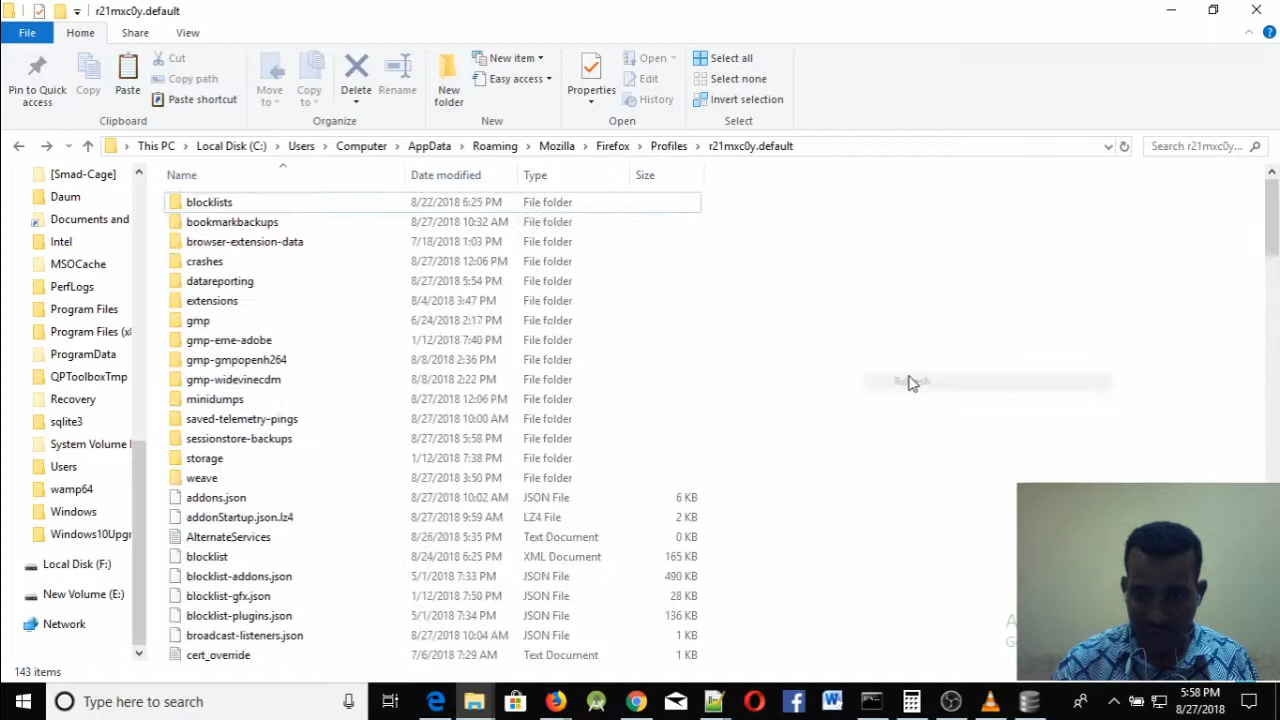 r21mxc0y.default
File Home Share View
Pin to Quick access
Copy
Paste
Cut
Copy path
Paste shortcut
Clipboard
Move to
Copy to
Delete
Rename
Organize
New folder
New item
Easy access
New
Properties
Open
Edit
History
Open
Select all
Select none
Invert selection
Select
This PC > Local Disk (C:) > Users > Computer > AppData > Roaming > Mozilla > Firefox > Profiles > r21mxc0y.default
Search r21mxc0y...
[Smad-Cage]
Daum
Documents and
Intel
MSOCache
PerfLogs
Program Files
Program Files (x8
ProgramData
QPToolboxTmp
Recovery
sqlite3
System Volume I
Users
wamp64
Windows
Windows10Upgr
Local Disk (F:)
New Volume (E:)
Network
Name Date modified Type Size
blocklists 8/22/2018 6:25 PM File folder
bookmarkbackups 8/27/2018 10:32 AM File folder
browser-extension-data 7/18/2018 1:03 PM File folder
crashes 8/27/2018 12:06 PM File folder
datareporting 8/27/2018 5:54 PM File folder
extensions 8/4/2018 3:47 PM File folder
gmp 6/24/2018 2:17 PM File folder
gmp-eme-adobe 1/12/2018 7:40 PM File folder
gmp-gmpopenh264 8/8/2018 2:36 PM File folder
gmp-widevinecdm 8/8/2018 2:22 PM File folder
minidumps 8/27/2018 12:06 PM File folder
saved-telemetry-pings 8/27/2018 10:00 AM File folder
sessionstore-backups 8/27/2018 5:58 PM File folder
storage 1/12/2018 7:38 PM File folder
weave 8/27/2018 3:50 PM File folder
addons.json 8/27/2018 10:02 AM JSON File 6 KB
addonStartup.json.lz4 8/27/2018 9:59 AM LZ4 File 2 KB
AlternateServices 8/26/2018 5:35 PM Text Document 0 KB
blocklist 8/24/2018 6:25 PM XML Document 165 KB
blocklist-addons.json 5/1/2018 7:33 PM JSON File 490 KB
blocklist-gfx.json 1/12/2018 7:50 PM JSON File 28 KB
blocklist-plugins.json 5/1/2018 7:34 PM JSON File 136 KB
broadcast-listeners.json 8/27/2018 10:04 AM JSON File 1 KB
cert_override 7/6/2018 7:29 AM Text Document 1 KB
143 items
Type here to search
5:58 PM
8/27/2018